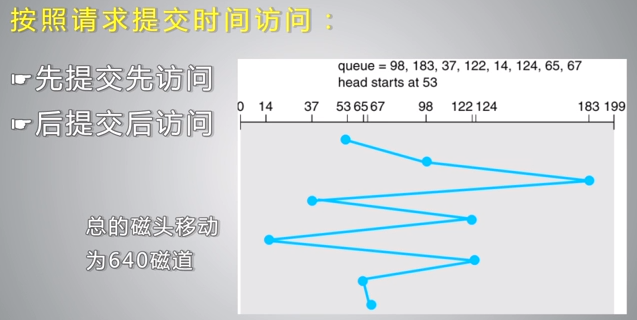 按照请求提交时间访问：
☞先提交先访问
☞后提交后访问
总的磁头移动
为640磁道
queue = 98, 183, 37, 122, 14, 124, 65, 67
head starts at 53
0 14 37 53 65 67 98 122 124 183 199